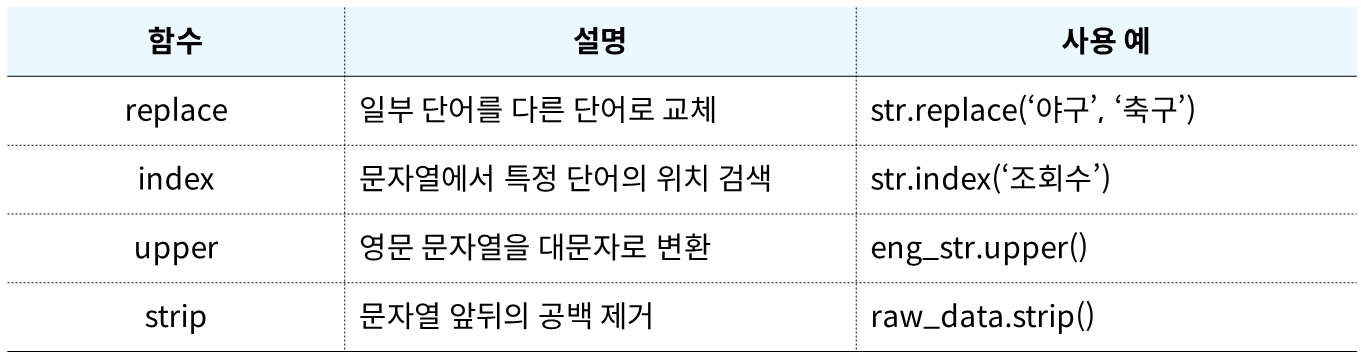 함수 설명 사용 예
replace 일부 단어를 다른 단어로 교체 str.replace(‘야구’, ‘축구’)
index 문자열에서 특정 단어의 위치 검색 str.index(‘조회수’)
upper 영문 문자열을 대문자로 변환 eng_str.upper()
strip 문자열 앞뒤의 공백 제거 raw_data.strip()